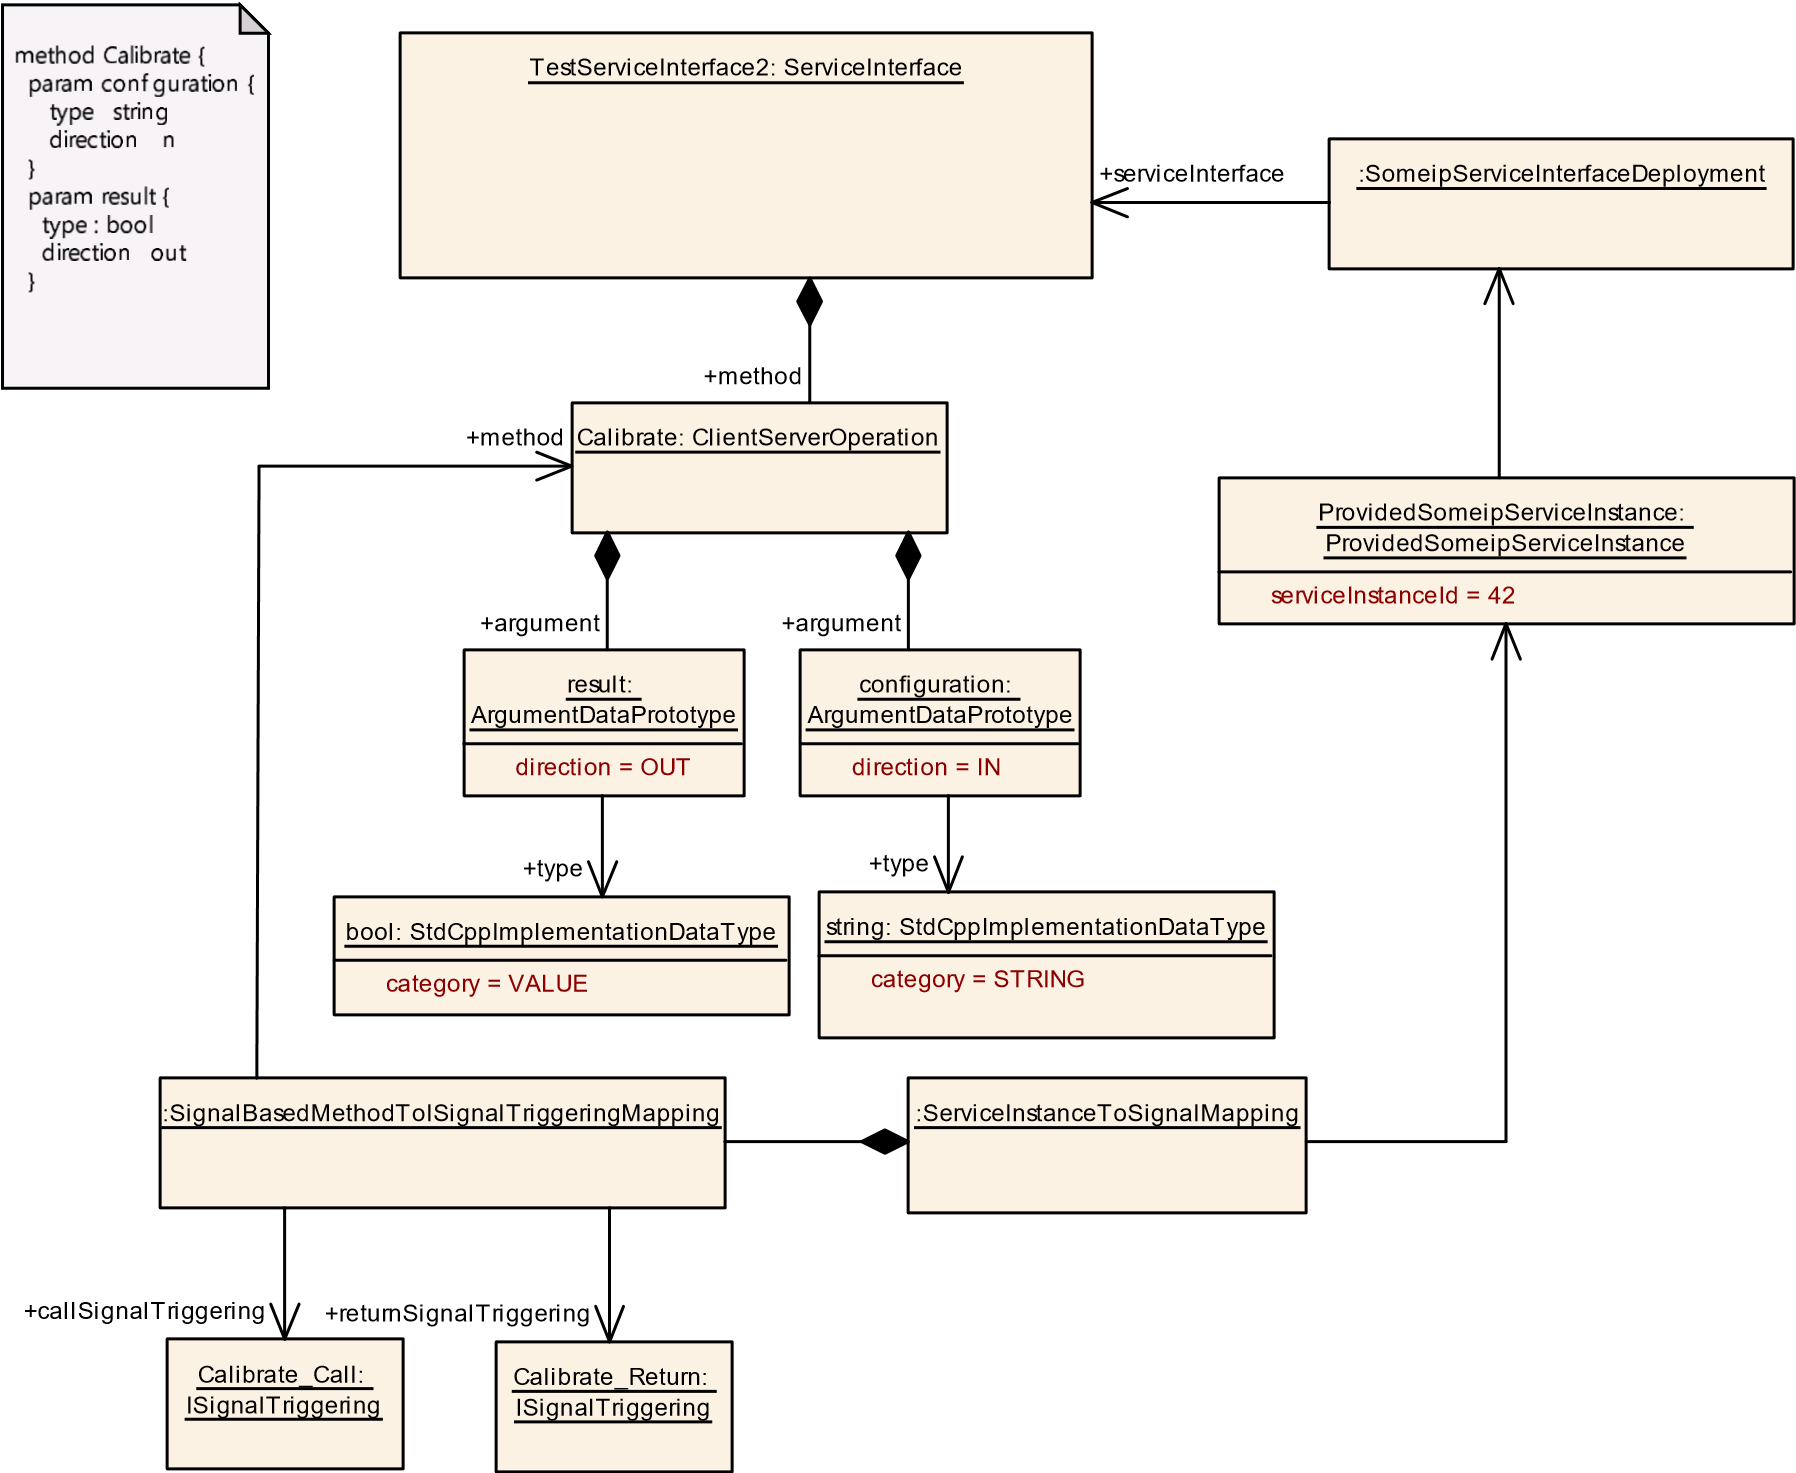 method Calibrate {
param conf guration {
type string
direction n
}
param result {
type : bool
direction out
}
TestServiceInterface2: ServiceInterface
+serviceInterface
:SomeipServiceInterfaceDeployment
+method
+method
Calibrate: ClientServerOperation
ProvidedSomeipServiceInstance:
ProvidedSomeipServiceInstance
serviceInstanceId = 42
+argument
+argument
result:
ArgumentDataPrototype
direction = OUT
configuration:
ArgumentDataPrototype
direction = IN
+type
+type
bool: StdCppImplementationDataType
category = VALUE
string: StdCppImplementationDataType
category = STRING
:SignalBasedMethodToISignalTriggeringMapping
:ServiceInstanceToSignalMapping
+callSignalTriggering
+returnSignalTriggering
Calibrate_Call:
ISignalTriggering
Calibrate_Return:
ISignalTriggering